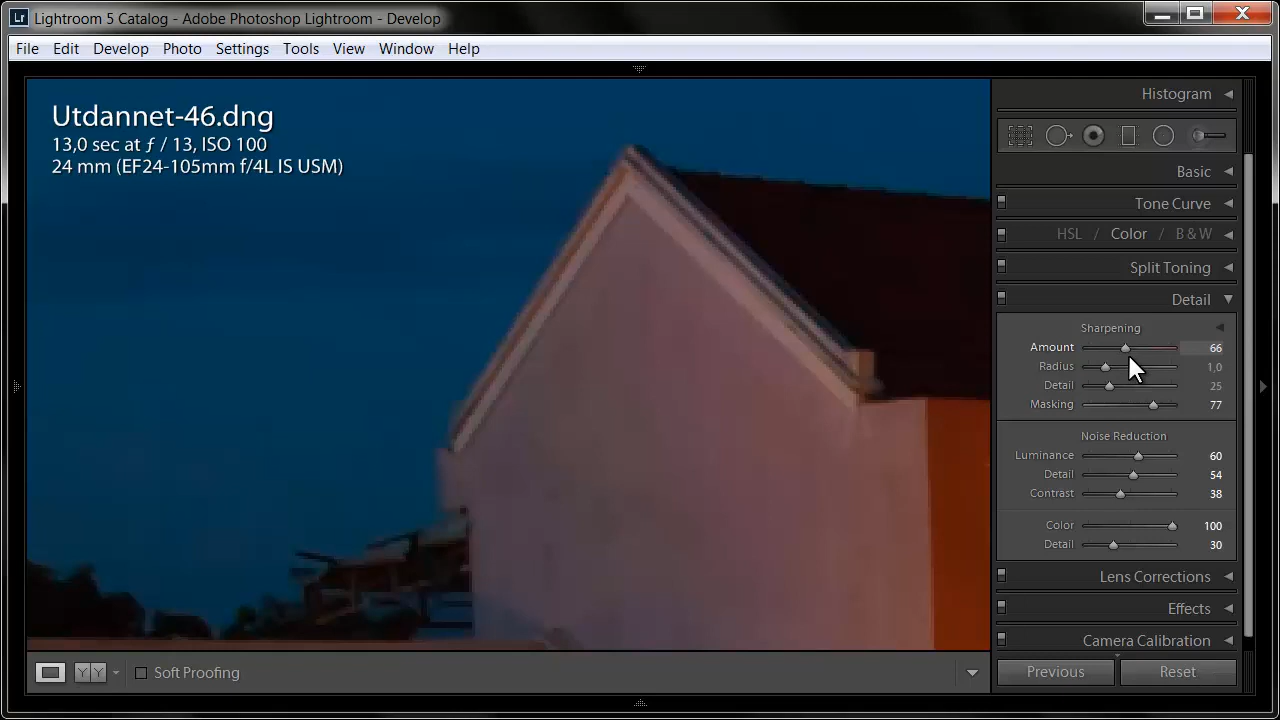 Lr Lightroom 5 Catalog - Adobe Photoshop Lightroom - Develop
File Edit Develop Photo Settings Tools View Window Help
Utdannet-46.dng
13,0 sec at ƒ / 13, ISO 100
24 mm (EF24-105mm f/4L IS USM)
Histogram
Basic
Tone Curve
HSL / Color / B & W
Split Toning
Detail
Sharpening
Amount 66
Radius 1,0
Detail 25
Masking 77
Noise Reduction
Luminance 60
Detail 54
Contrast 38
Color 100
Detail 30
Lens Corrections
Effects
Camera Calibration
Y Y Soft Proofing
Previous Reset